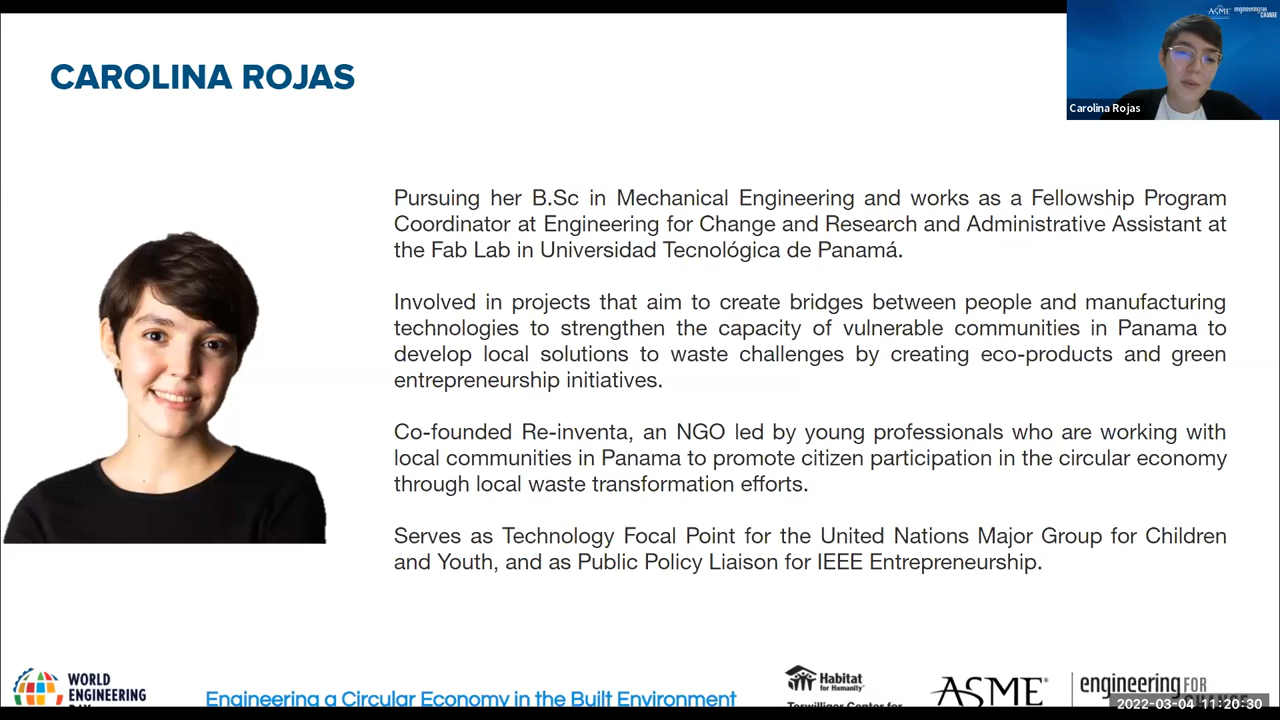 CAROLINA ROJAS
ASME engineering FOR CHANGE
Carolina Rojas
Pursuing her B.Sc in Mechanical Engineering and works as a Fellowship Program
Coordinator at Engineering for Change and Research and Administrative Assistant at
the Fab Lab in Universidad Tecnológica de Panamá.
Involved in projects that aim to create bridges between people and manufacturing
technologies to strengthen the capacity of vulnerable communities in Panama to
develop local solutions to waste challenges by creating eco-products and green
entrepreneurship initiatives.
Co-founded Re-inventa, an NGO led by young professionals who are working with
local communities in Panama to promote citizen participation in the circular economy
through local waste transformation efforts.
Serves as Technology Focal Point for the United Nations Major Group for Children
and Youth, and as Public Policy Liaison for IEEE Entrepreneurship.
WORLD
ENGINEERING
DAY
Engineering a Circular Economy in the Built Environment
Habitat
for Humanity®
Terwilliger Center for
ASME®
engineering FOR
CHANGE
2022-03-04 11:20:30